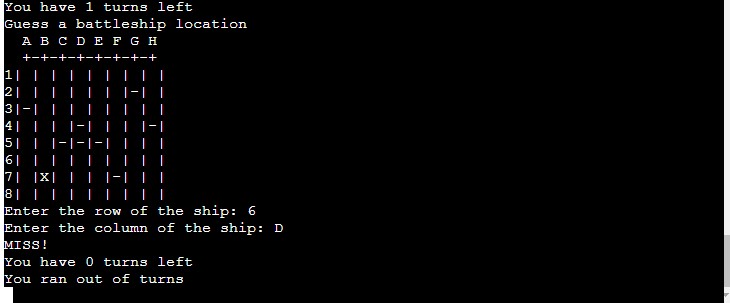 You have 1 turns left
Guess a battleship location
  A B C D E F G H
  +-+-+-+-+-+-+-+
1| | | | | | | | |
2| | | | | | |-| |
3|-| | | | | | | |
4| | | |-| | | |-|
5| | |-|-|-| | | |
6| | | | | | | | |
7| |X| | | |-| | |
8| | | | | | | | |
Enter the row of the ship: 6
Enter the column of the ship: D
MISS!
You have 0 turns left
You ran out of turns